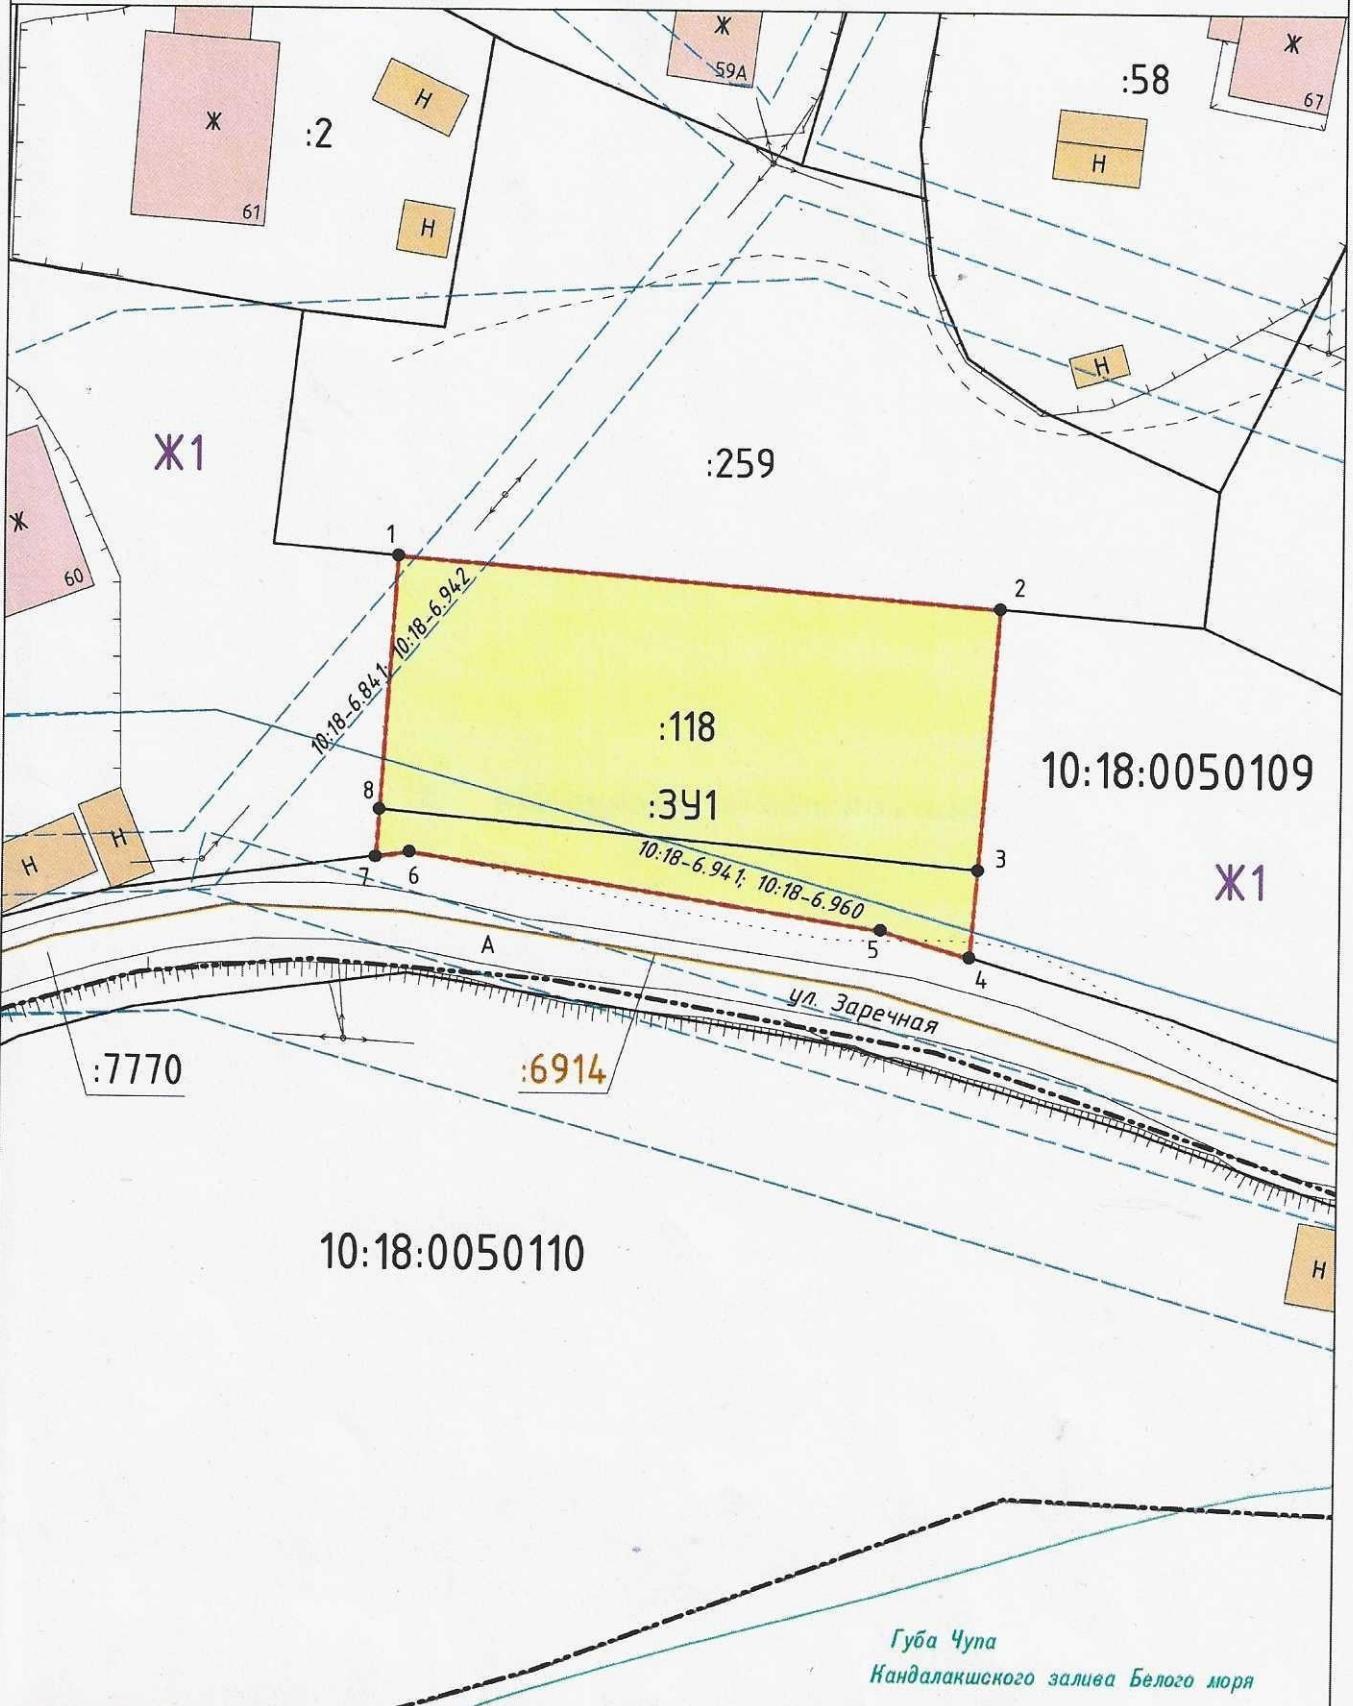 Ж
59А
Ж
67
:58
Н
Ж
:2
Н
61
Н
Н
Н
Ж1
:259
Ж
60
1
2
10:18-6.841; 10:18-6.942
:118
10:18:0050109
8
:ЗУ1
3
10:18-6.941; 10:18-6.960
Ж1
Н
Н
7
6
5
4
А
ул. Заречная
:7770
:6914
10:18:0050110
Н
Губа Чупа
Кандалакшского залива Белого моря